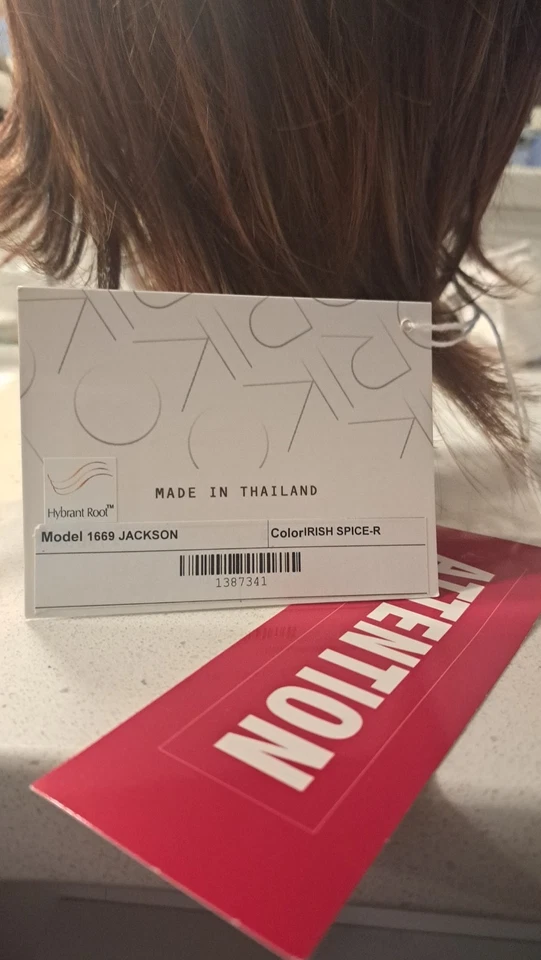 MADE IN THAILAND
Hybrant Root™
Model 1669 JACKSON
ColorIRISH SPICE-R
1387341
ATTENTION